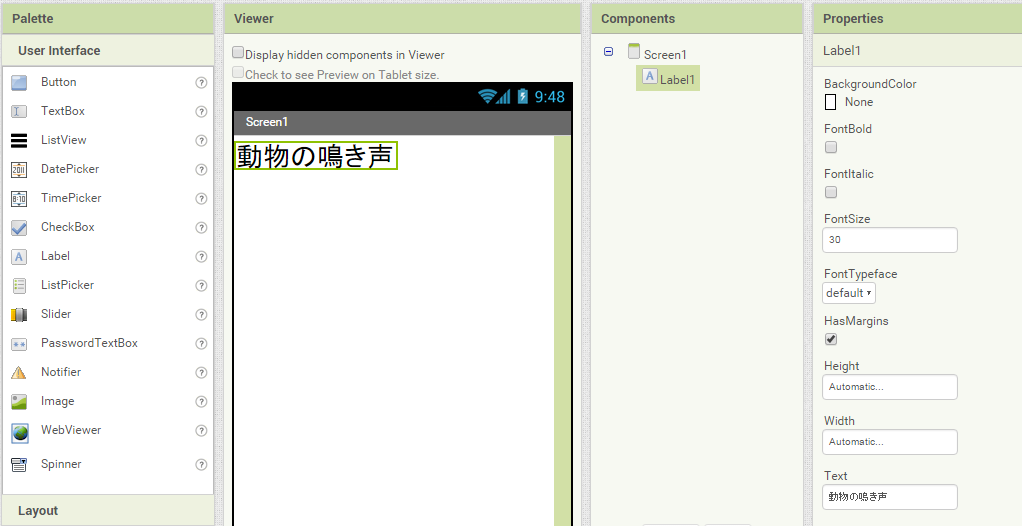 Palette
User Interface
Button
TextBox
ListView
DatePicker
TimePicker
CheckBox
Label
ListPicker
Slider
PasswordTextBox
Notifier
Image
WebViewer
Spinner
Layout
Viewer
Display hidden components in Viewer
Check to see Preview on Tablet size.
9:48
Screen1
動物の鳴き声
Components
Screen1
A Label1
Properties
Label1
BackgroundColor
None
FontBold
FontItalic
FontSize
30
FontTypeface
default
HasMargins
Height
Automatic...
Width
Automatic...
Text
動物の鳴き声